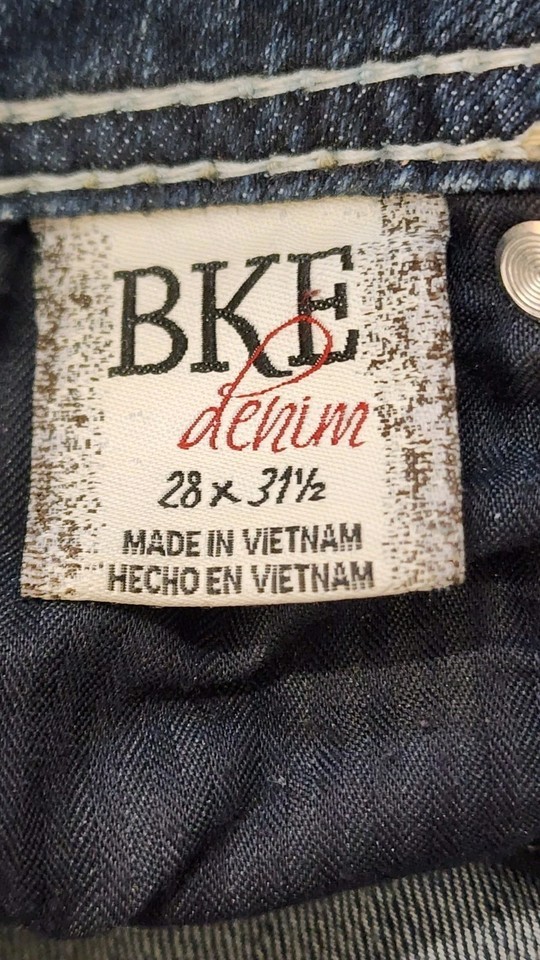 BKE
denim
28 x 31½
MADE IN VIETNAM
HECHO EN VIETNAM